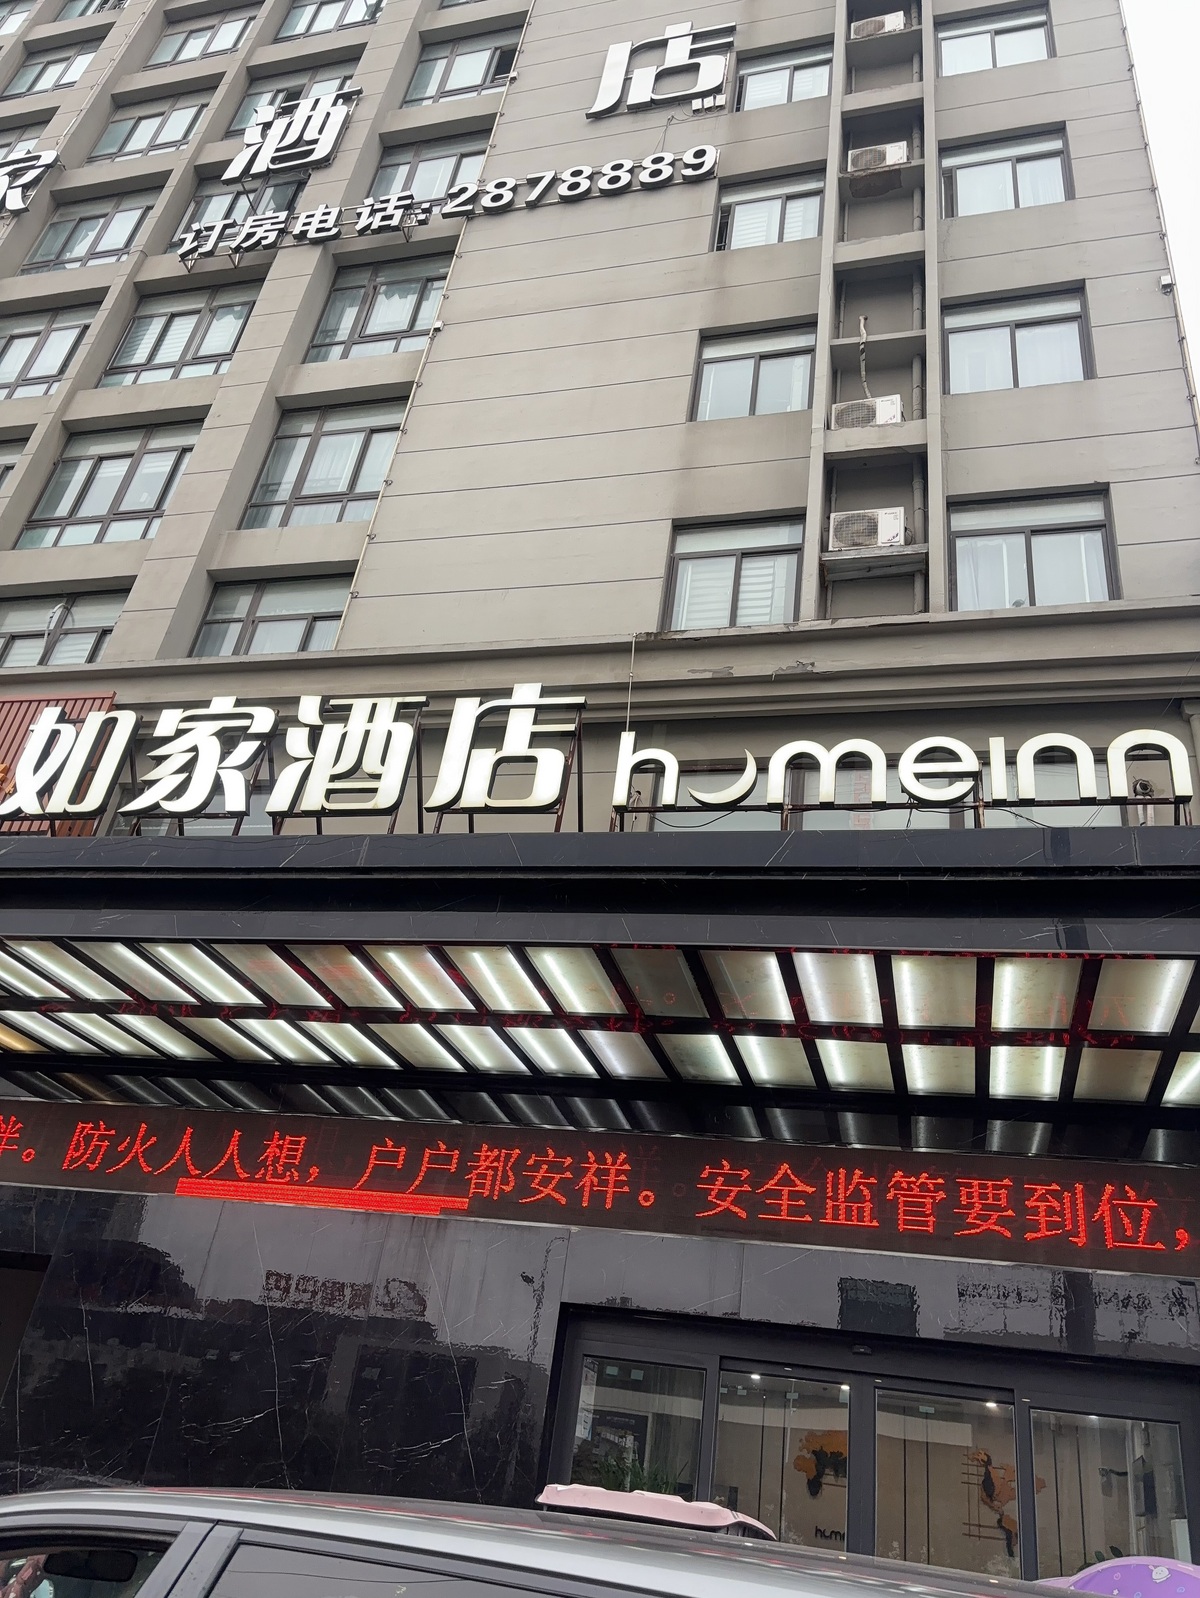 家 酒 店
订房电话:2878889
如家酒店 homeinn
祥。防火人人想，户户都安祥。安全监管要到位，